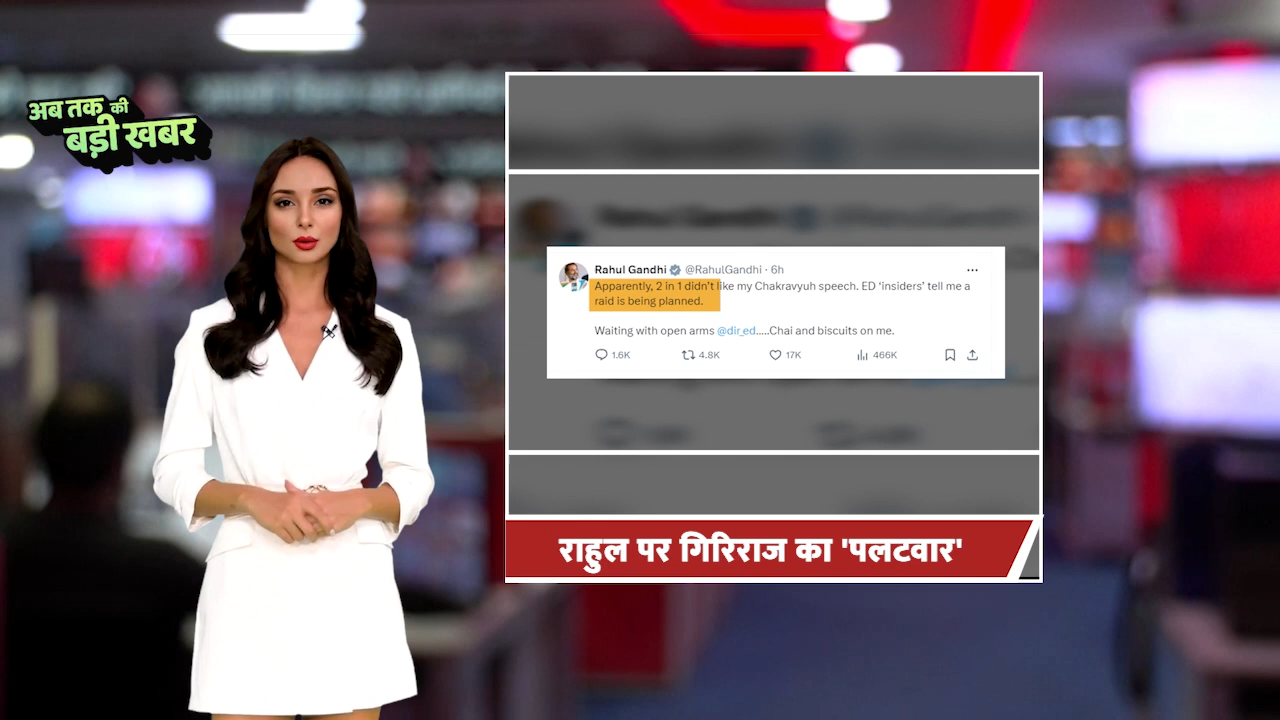 अब तक की
बड़ी खबर
Rahul Gandhi @RahulGandhi · 6h
Apparently, 2 in 1 didn't like my Chakravyuh speech. ED 'insiders' tell me a
raid is being planned.
Waiting with open arms @dir_ed.....Chai and biscuits on me.
1.6K 4.8K 17K 466K
राहुल पर गिरिराज का 'पलटवार'